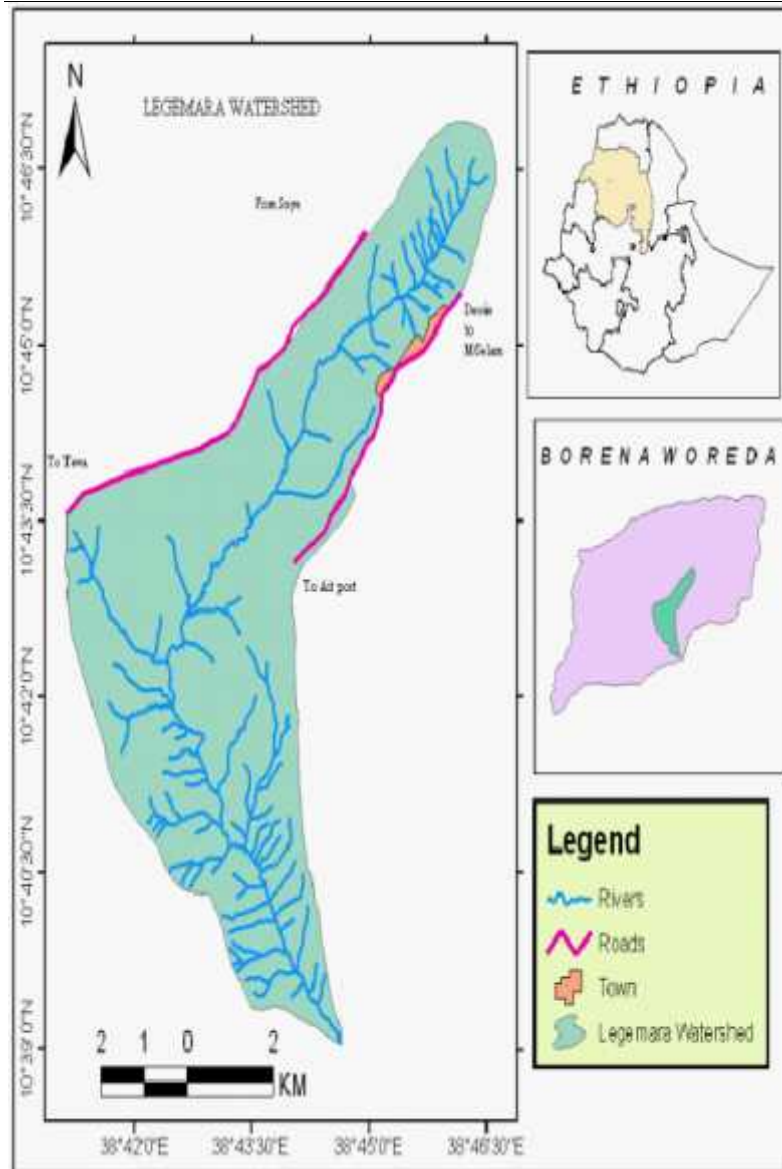 N
LEGEMARA WATERSHED
From Saye
Dessie
to
M/Selam
To
To Air port
10°46'30"N
10°45'0"N
10°43'30"N
10°42'0"N
10°40'30"N
10°39'0"N
2 1 0 2
KM
38°42'0"E 38°43'30"E 38°45'0"E 38°46'30"E
ETHIOPIA
BORENA WOREDA
Legend
Rivers
Roads
Town
Legemara Watershed